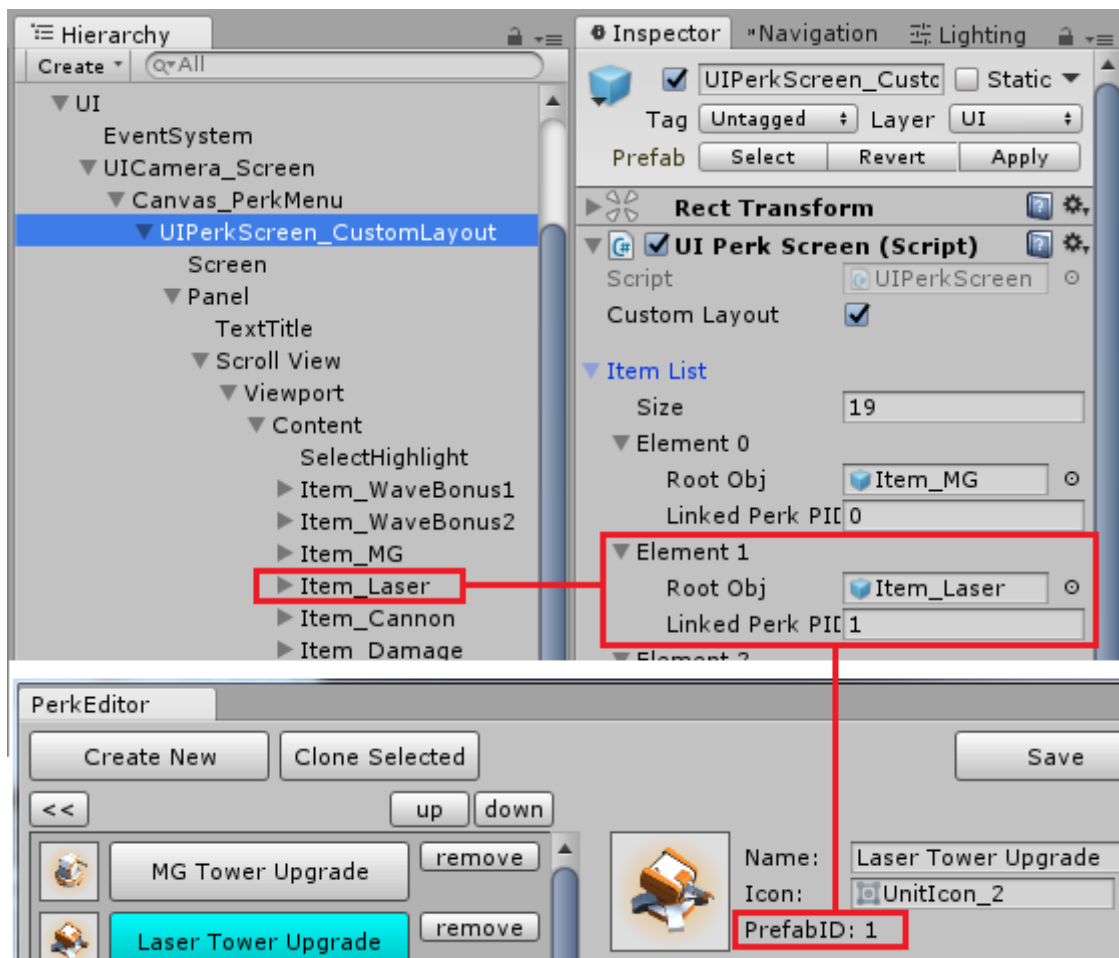 Hierarchy
Create
All
UI
EventSystem
UICamera_Screen
Canvas_PerkMenu
UIPerkScreen_CustomLayout
Screen
Panel
TextTitle
Scroll View
Viewport
Content
SelectHighlight
Item_WaveBonus1
Item_WaveBonus2
Item_MG
Item_Laser
Item_Cannon
Item_Damage
Inspector Navigation Lighting
UIPerkScreen_Custo Static
Tag Untagged Layer UI
Prefab Select Revert Apply
Rect Transform
UI Perk Screen (Script)
Script UIPerkScreen
Custom Layout
Item List
Size 19
Element 0
Root Obj Item_MG
Linked Perk PID 0
Element 1
Root Obj Item_Laser
Linked Perk PID 1
Element 2
PerkEditor
Create New Clone Selected Save
<< up down
MG Tower Upgrade remove
Laser Tower Upgrade remove
Name: Laser Tower Upgrade
Icon: UnitIcon_2
PrefabID: 1